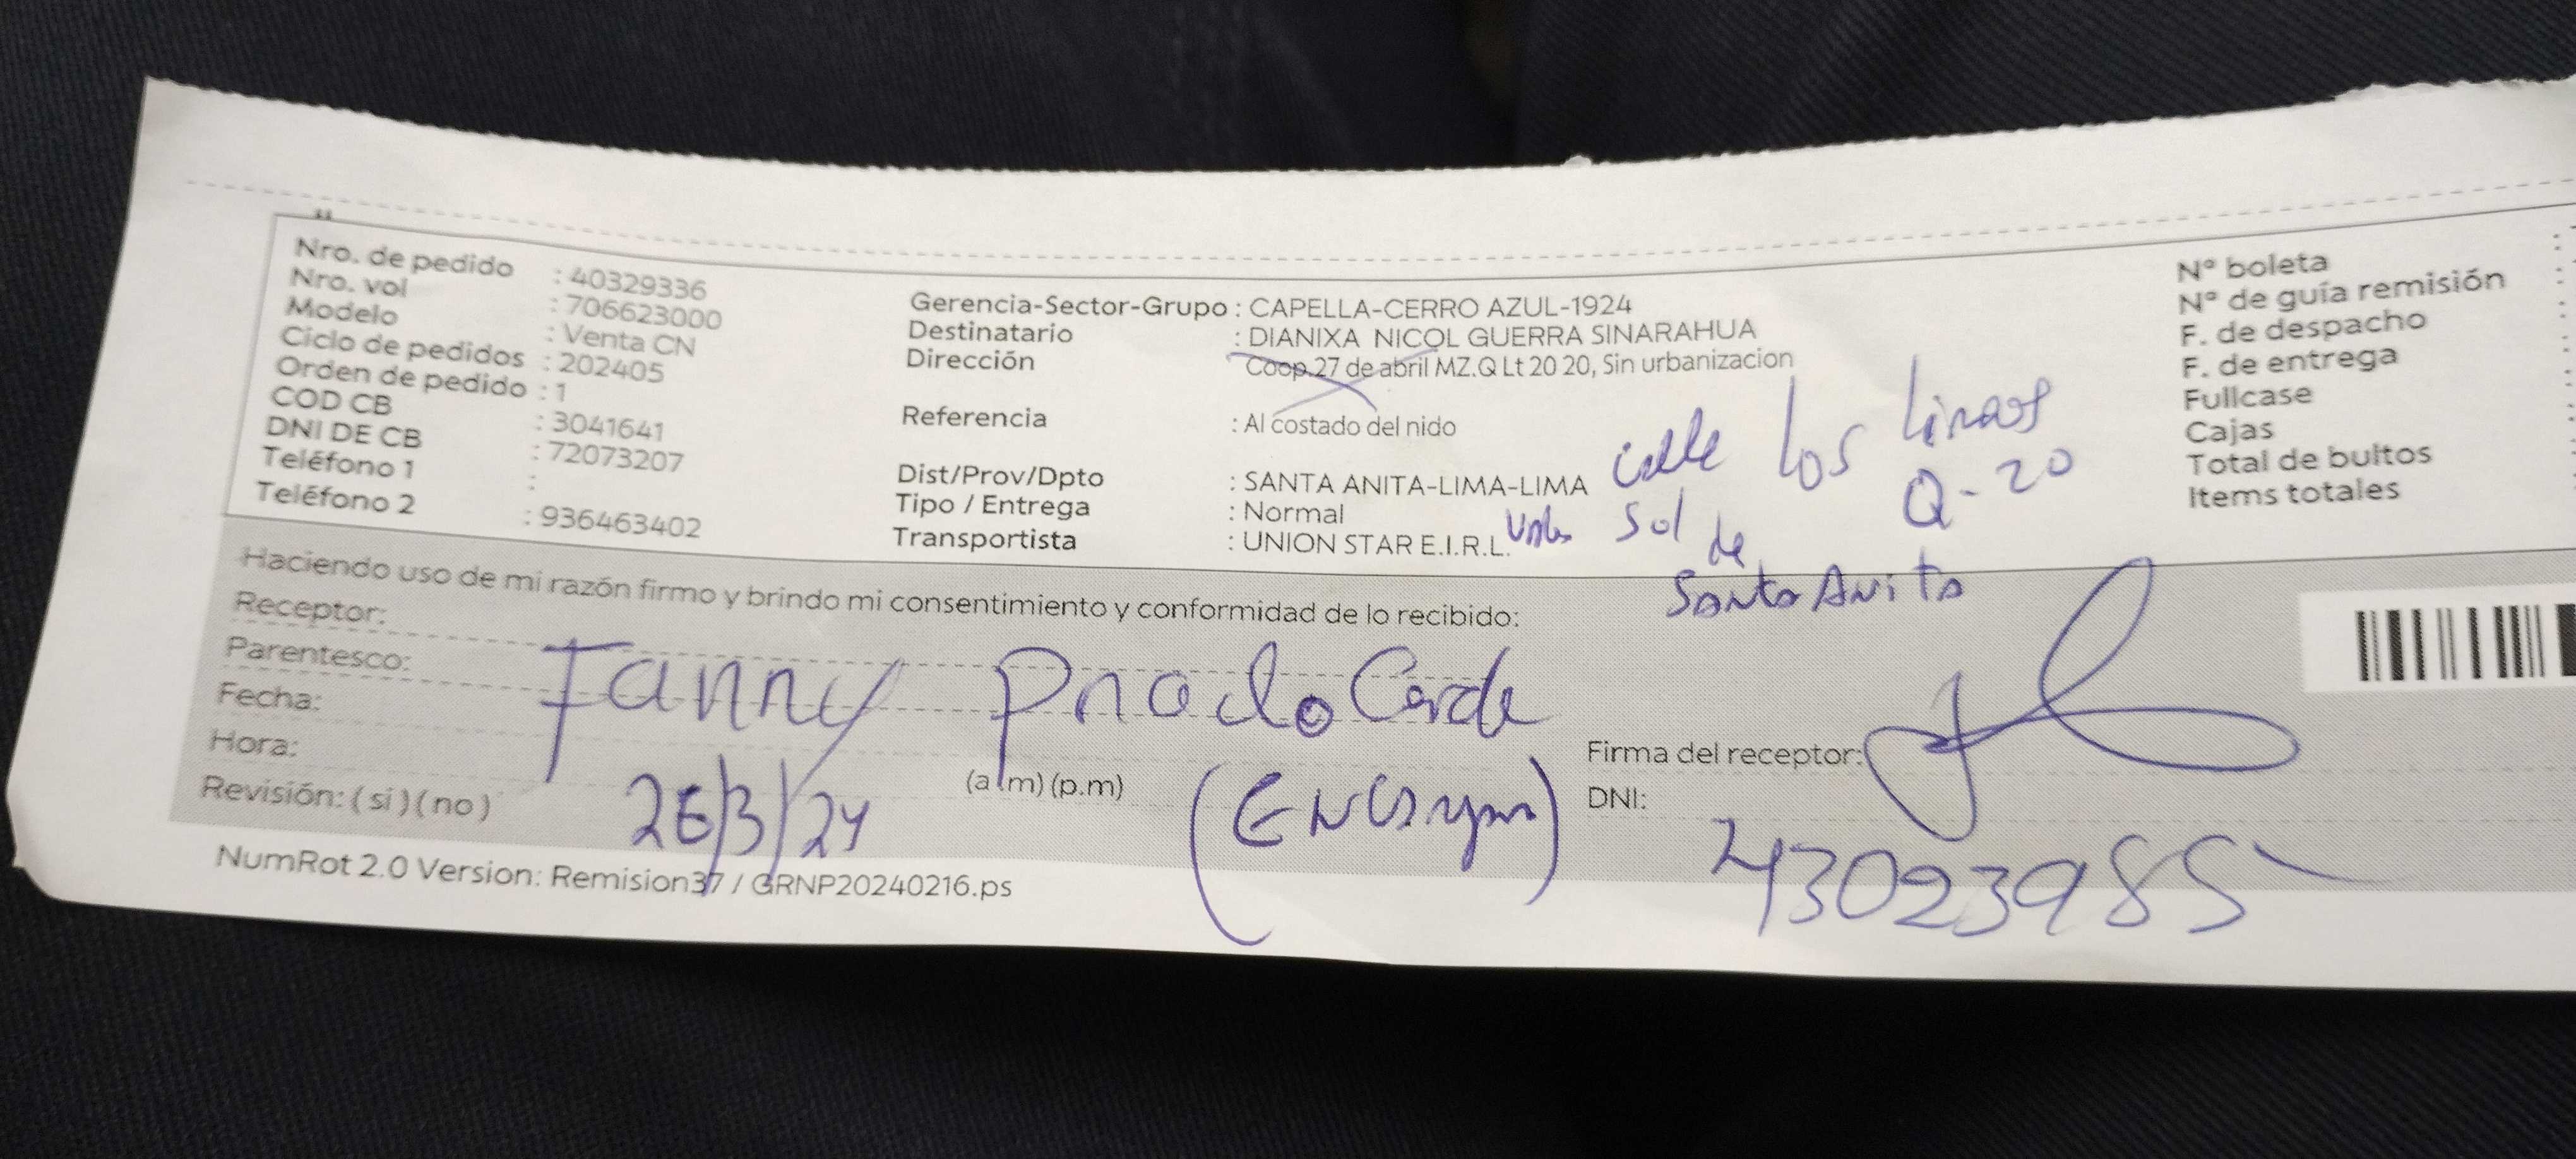 Nro. de pedido : 40329336
Nro. vol : 706623000
Modelo : Venta CN
Ciclo de pedidos : 202405
Orden de pedido : 1
COD CB : 3041641
DNI DE CB : 72073207
Teléfono 1 :
Teléfono 2 : 936463402
Gerencia-Sector-Grupo : CAPELLA-CERRO AZUL-1924
Destinatario : DIANIXA NICOL GUERRA SINARAHUA
Dirección : Coop.27 de abril MZ.Q Lt 20 20, Sin urbanizacion
Referencia : Al costado del nido
Dist/Prov/Dpto : SANTA ANITA-LIMA-LIMA
Tipo / Entrega : Normal
Transportista : UNION STAR E.I.R.L.
calle los
Q-20
Sol de
Santa Anita
N° boleta :
N° de guía remisión :
F. de despacho :
F. de entrega :
Fullcase :
Cajas :
Total de bultos :
Items totales :
Haciendo uso de mi razón firmo y brindo mi consentimiento y conformidad de lo recibido:
Receptor:
Parentesco:
Fanny
Fecha:
Hora: (a.m) (p.m)
Revisión: (si) (no)
26/3/24
Firma del receptor:
DNI:
43023985
NumRot 2.0 Version: Remision37 / GRNP20240216.ps